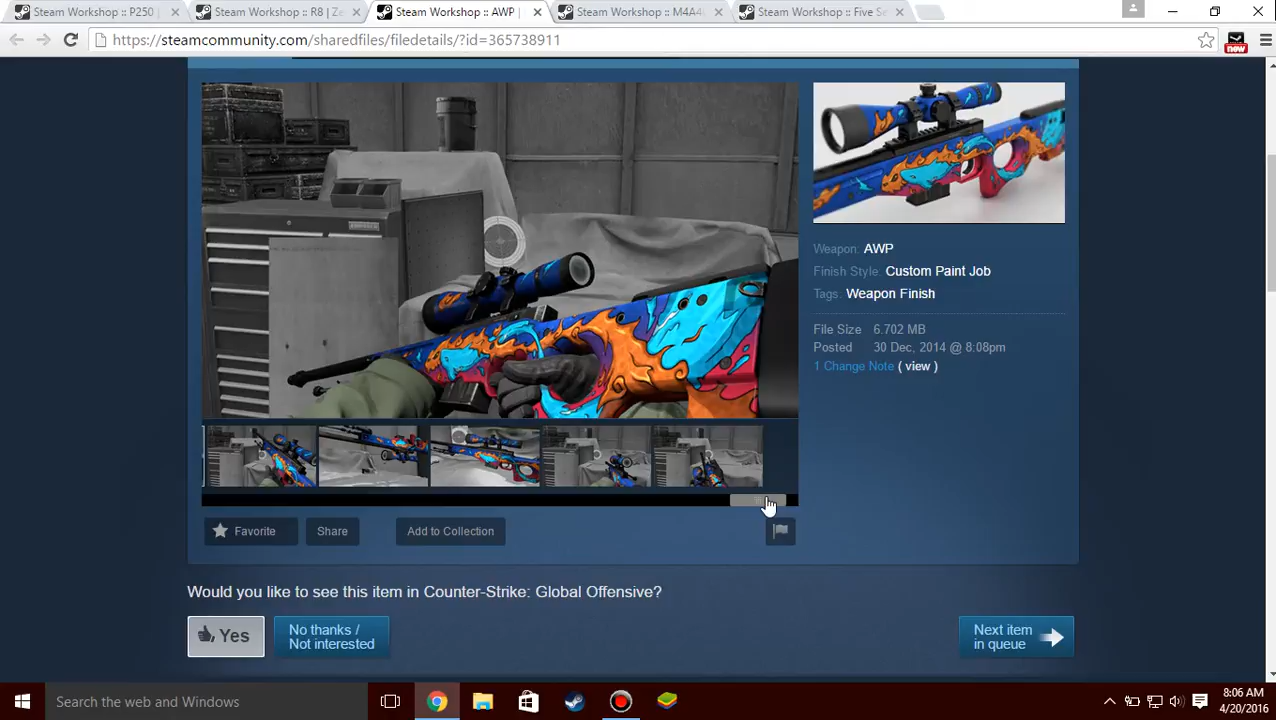 Steam Workshop :: P250 |
Steam Workshop :: R8 | Ze
Steam Workshop :: AWP |
Steam Workshop :: M4A4
Steam Workshop :: Five Se
https://steamcommunity.com/sharedfiles/filedetails/?id=365738911
new
Weapon: AWP
Finish Style: Custom Paint Job
Tags: Weapon Finish
File Size 6.702 MB
Posted 30 Dec, 2014 @ 8:08pm
1 Change Note ( view )
Favorite
Share
Add to Collection
Would you like to see this item in Counter-Strike: Global Offensive?
Yes
No thanks /
Not interested
Next item
in queue
Search the web and Windows
8:06 AM
4/20/2016